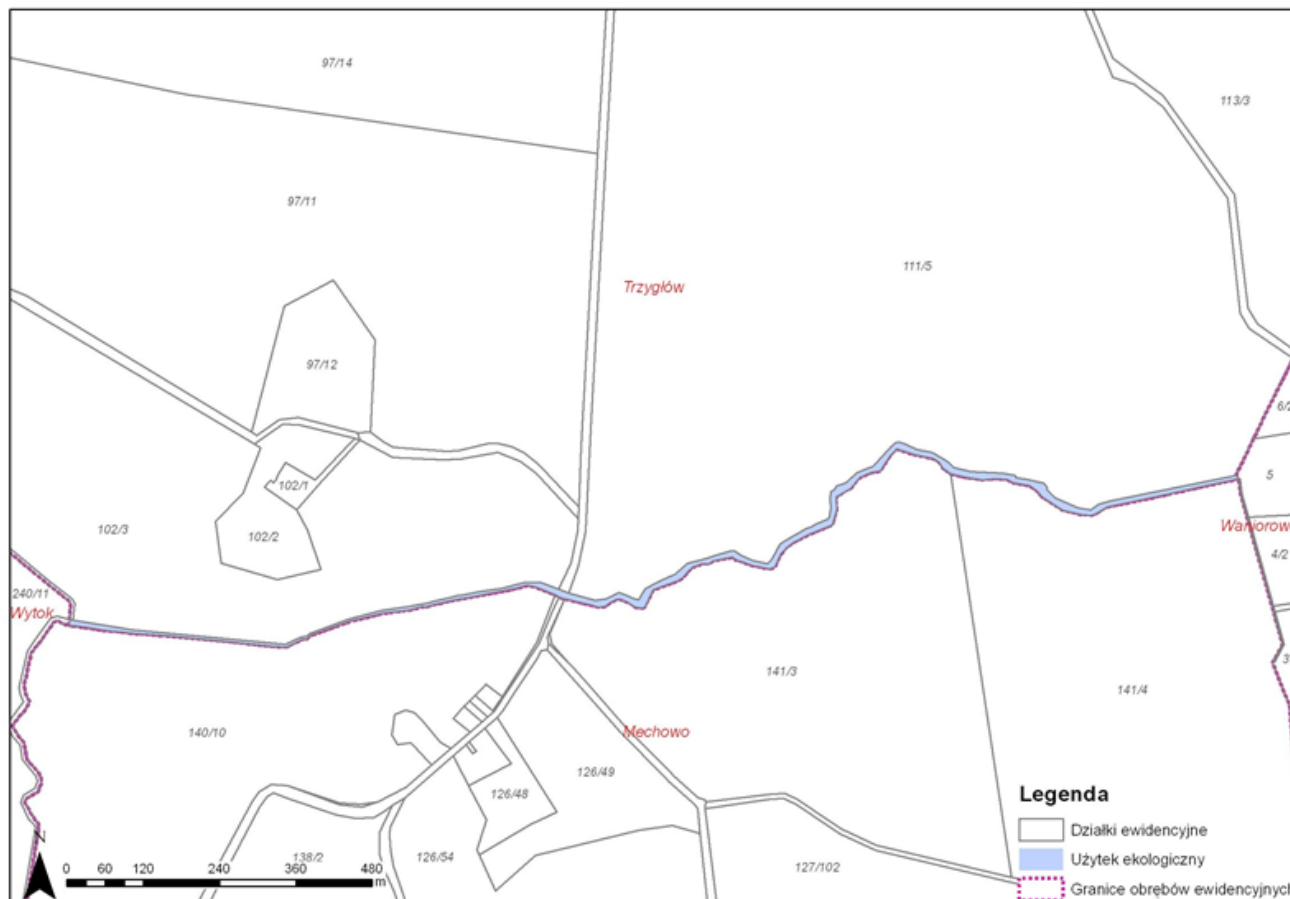 97/14
113/3
97/11
111/5
Trzygłów
97/12
6/2
102/1
5
102/3
102/2
Waniorow
4/2
240/11
Wytok
3
141/3
141/4
140/10
Mechowo
126/49
126/48
Legenda
Działki ewidencyjne
138/2
126/54
127/102
Użytek ekologiczny
Granice obrębów ewidencyjnych
N
0 60 120 240 360 480
m